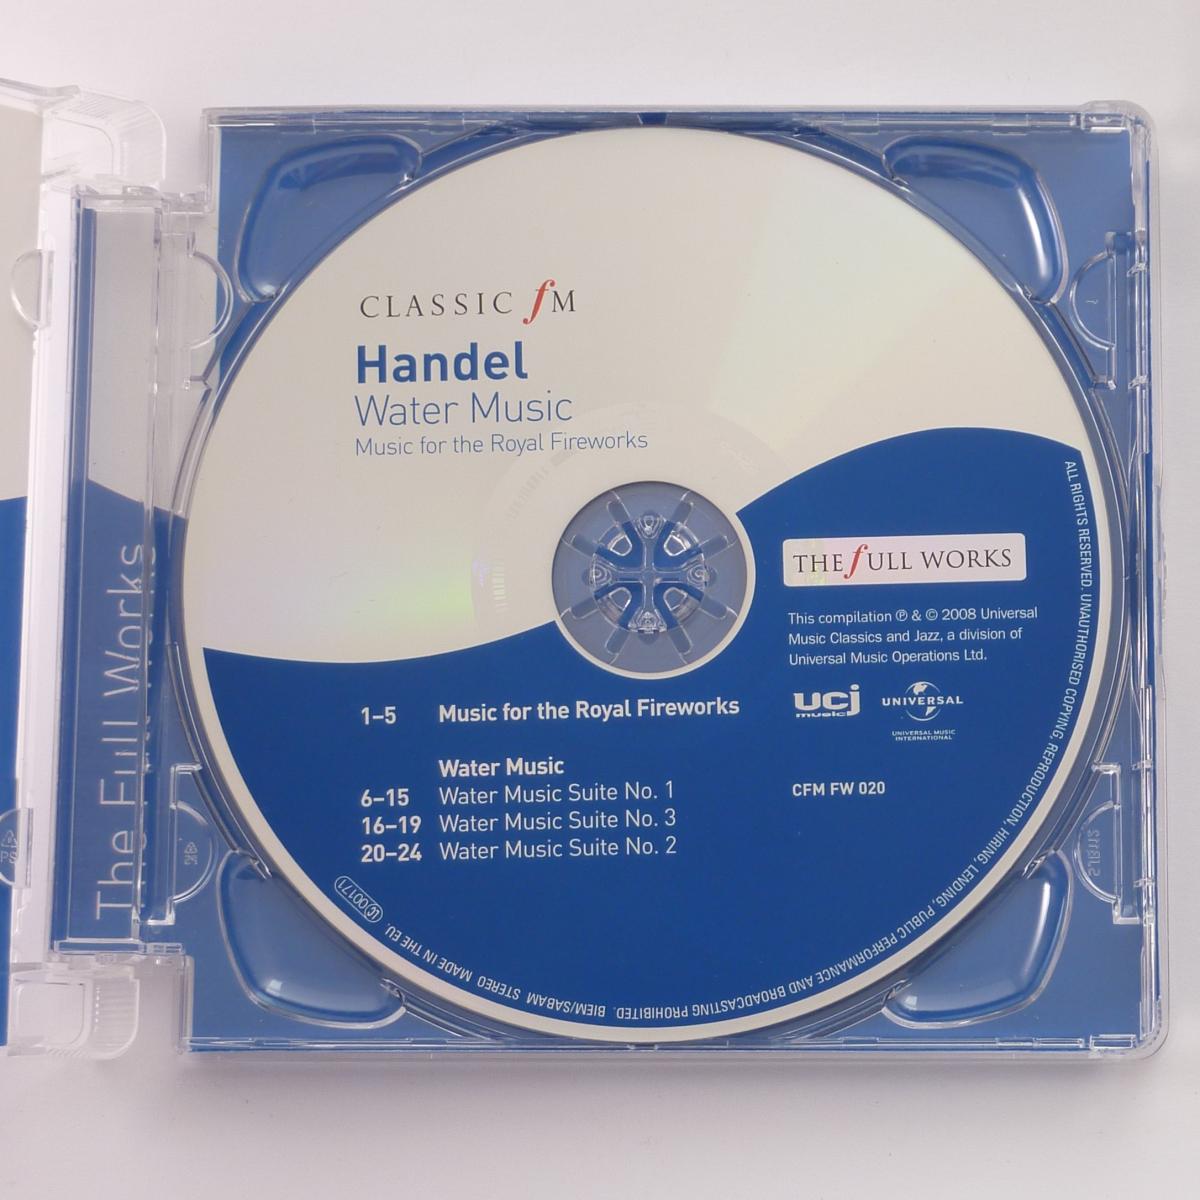 CLASSIC fM
Handel
Water Music
Music for the Royal Fireworks
THE fULL WORKS
This compilation ℗ & © 2008 Universal
Music Classics and Jazz, a division of
Universal Music Operations Ltd.
ucj
music
UNIVERSAL
UNIVERSAL MUSIC
INTERNATIONAL
CFM FW 020
1–5 Music for the Royal Fireworks
Water Music
6–15 Water Music Suite No. 1
16–19 Water Music Suite No. 3
20–24 Water Music Suite No. 2
ALL RIGHTS RESERVED. UNAUTHORISED COPYING, REPRODUCTION, HIRING, LENDING, PUBLIC PERFORMANCE AND BROADCASTING PROHIBITED. BIEM/SABAM STEREO MADE IN THE EU.
LC00171
The Full Works
PS